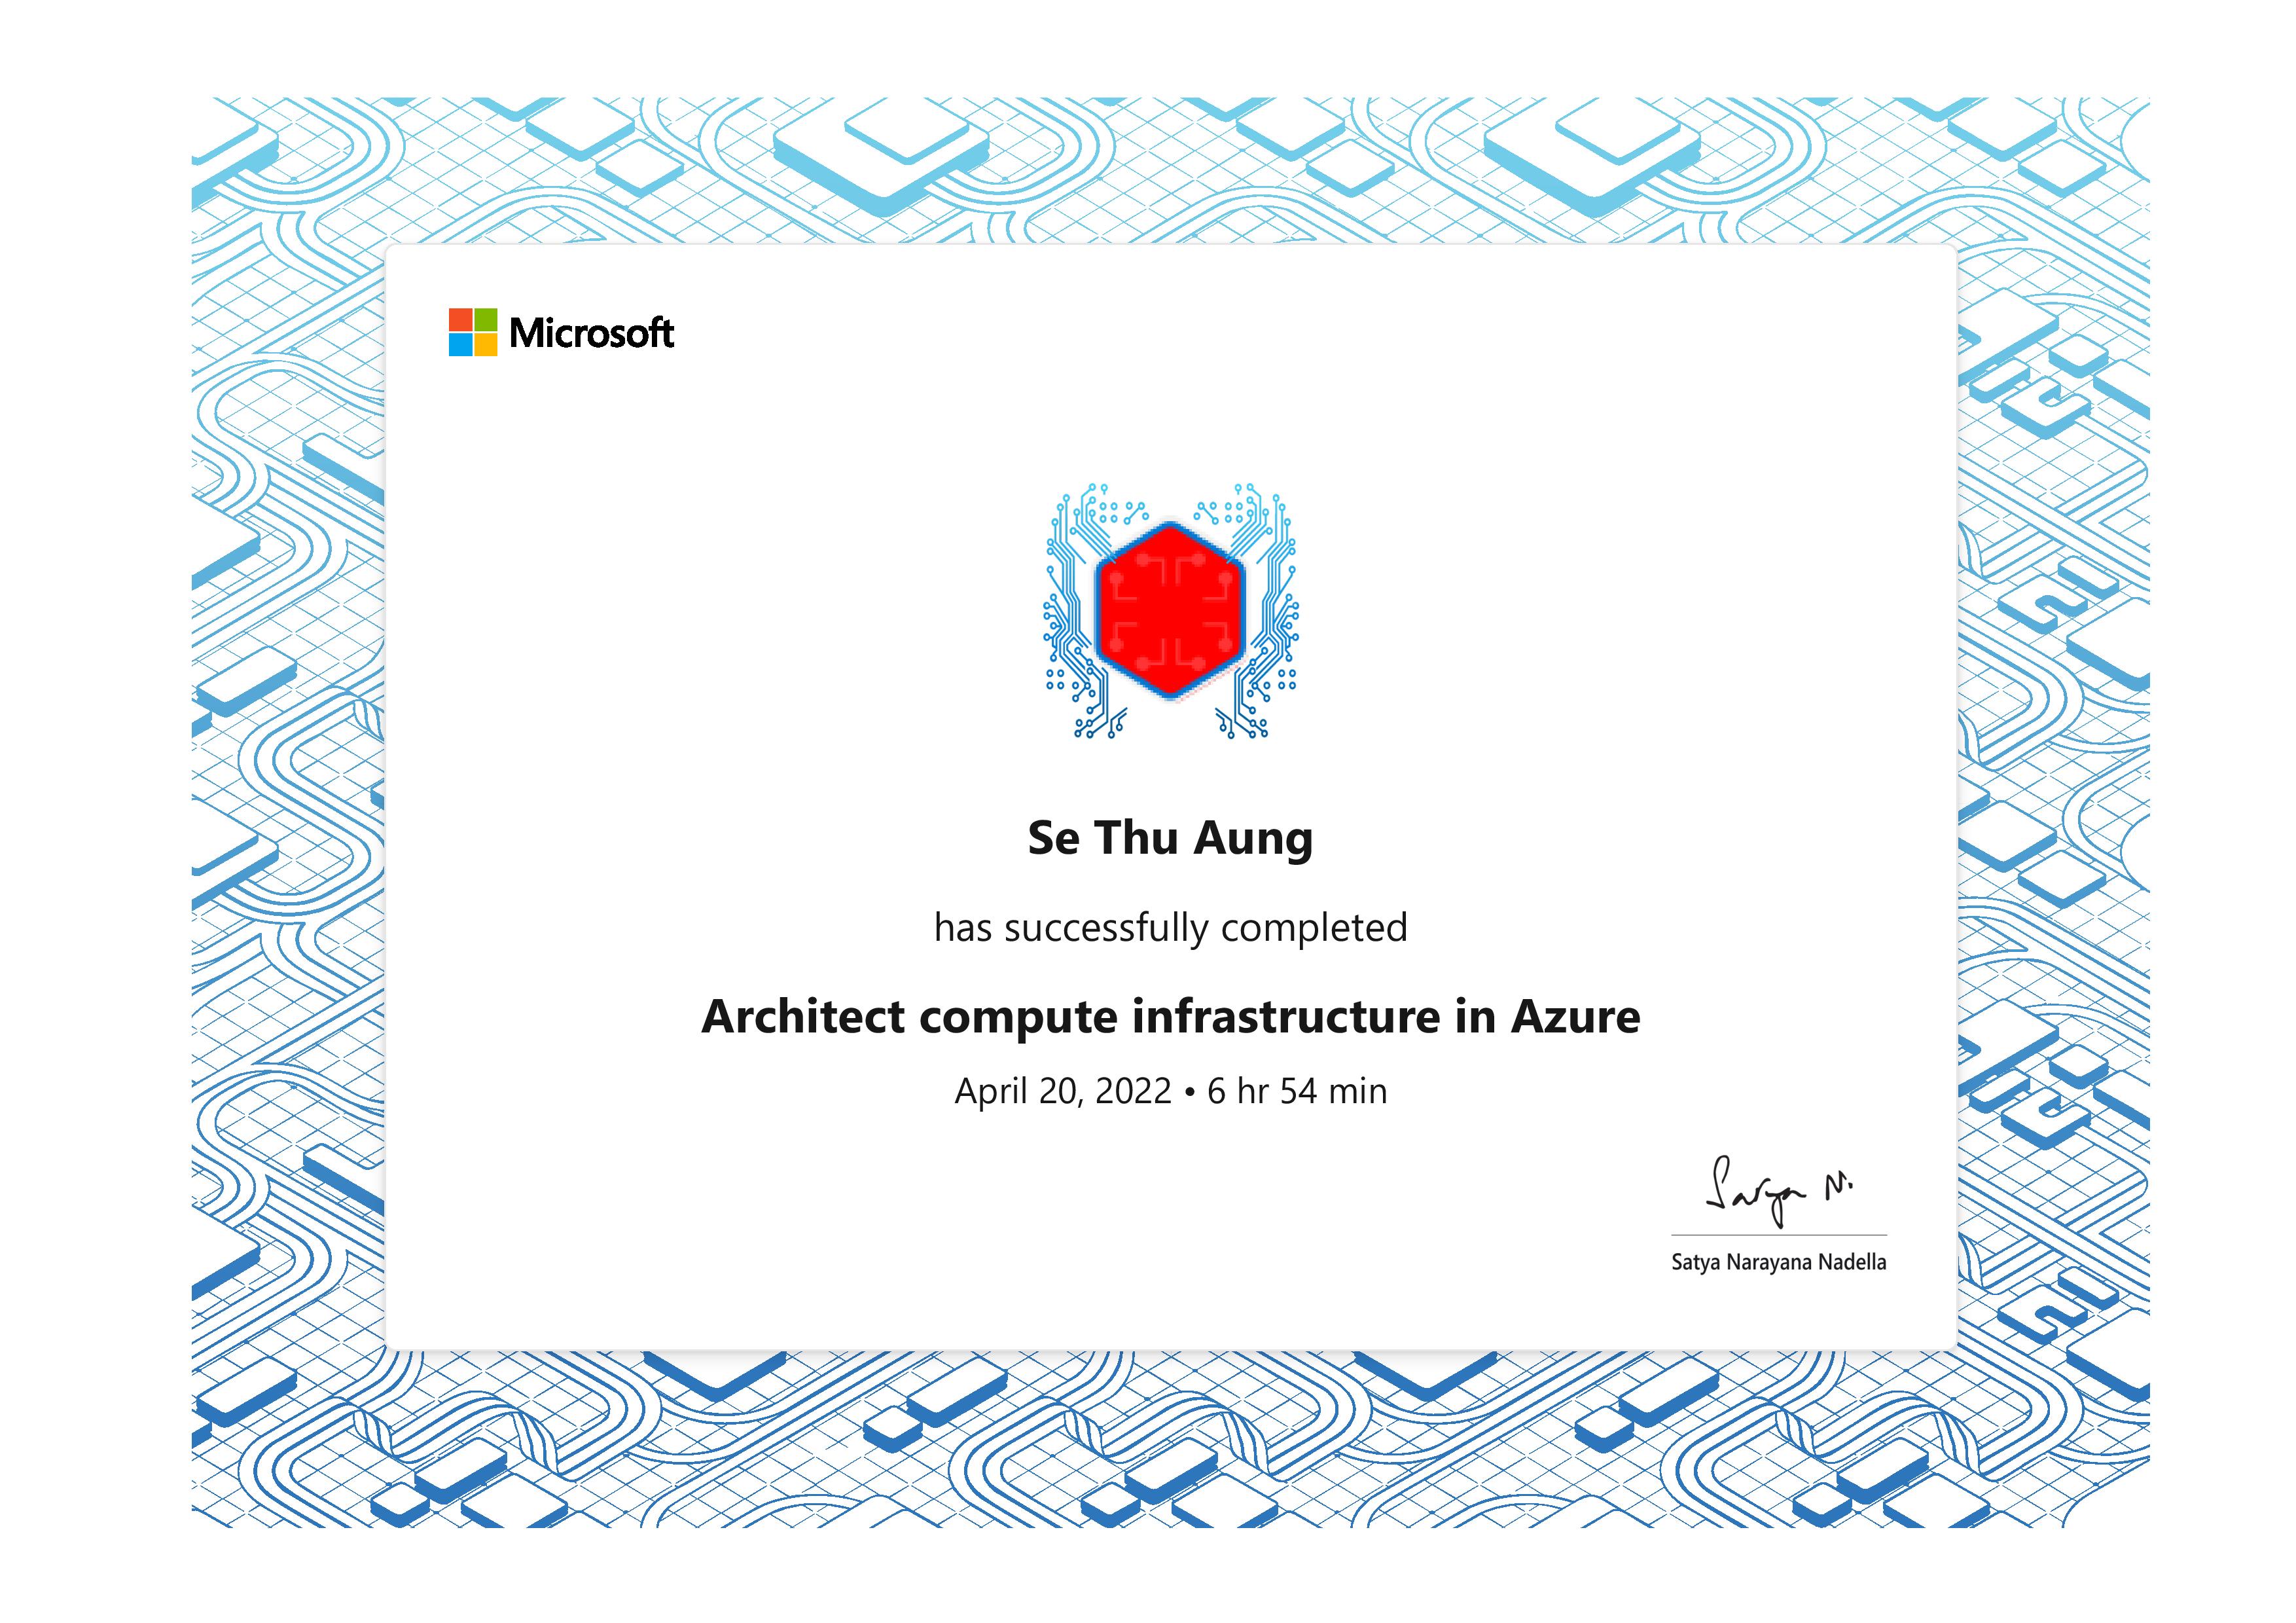 Microsoft
Se Thu Aung
has successfully completed
Architect compute infrastructure in Azure
April 20, 2022 • 6 hr 54 min
Satya N.
Satya Narayana Nadella